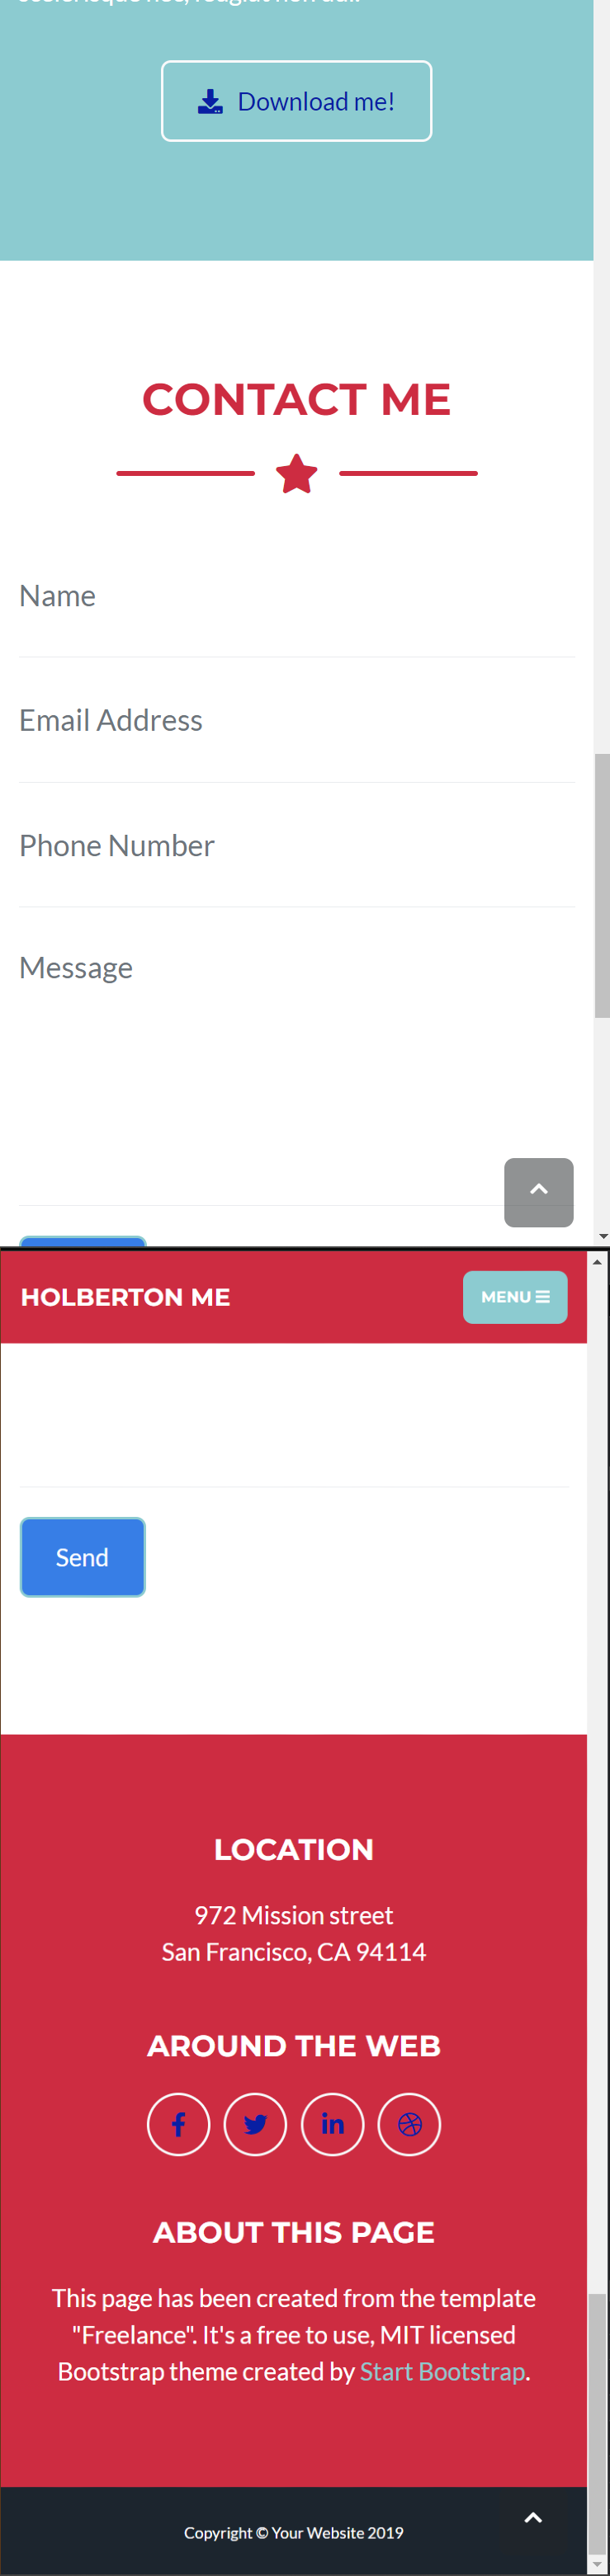 Download me!
CONTACT ME
Name
Email Address
Phone Number
Message
HOLBERTON ME
MENU
Send
LOCATION
972 Mission street
San Francisco, CA 94114
AROUND THE WEB
ABOUT THIS PAGE
This page has been created from the template
"Freelance". It's a free to use, MIT licensed
Bootstrap theme created by Start Bootstrap.
Copyright © Your Website 2019